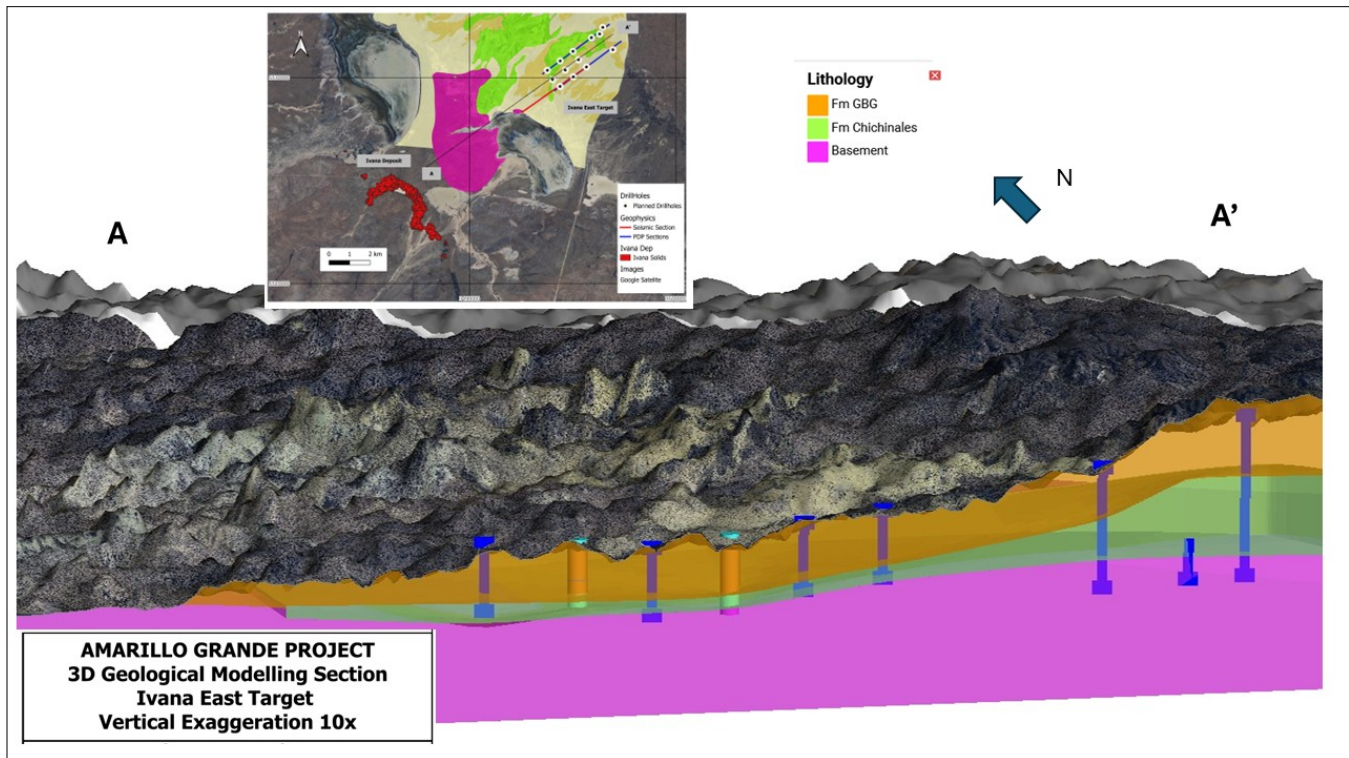 N
A'
Ivana East Target
Ivana Deposit
A
0 1 2 km
DrillHoles
Planned Drillholes
Geophysics
Seismic Section
PDP Sections
Ivana Dep
Ivana Solids
Images
Google Satellite
Lithology
Fm GBG
Fm Chichinales
Basement
N
A
A'
AMARILLO GRANDE PROJECT
3D Geological Modelling Section
Ivana East Target
Vertical Exaggeration 10x